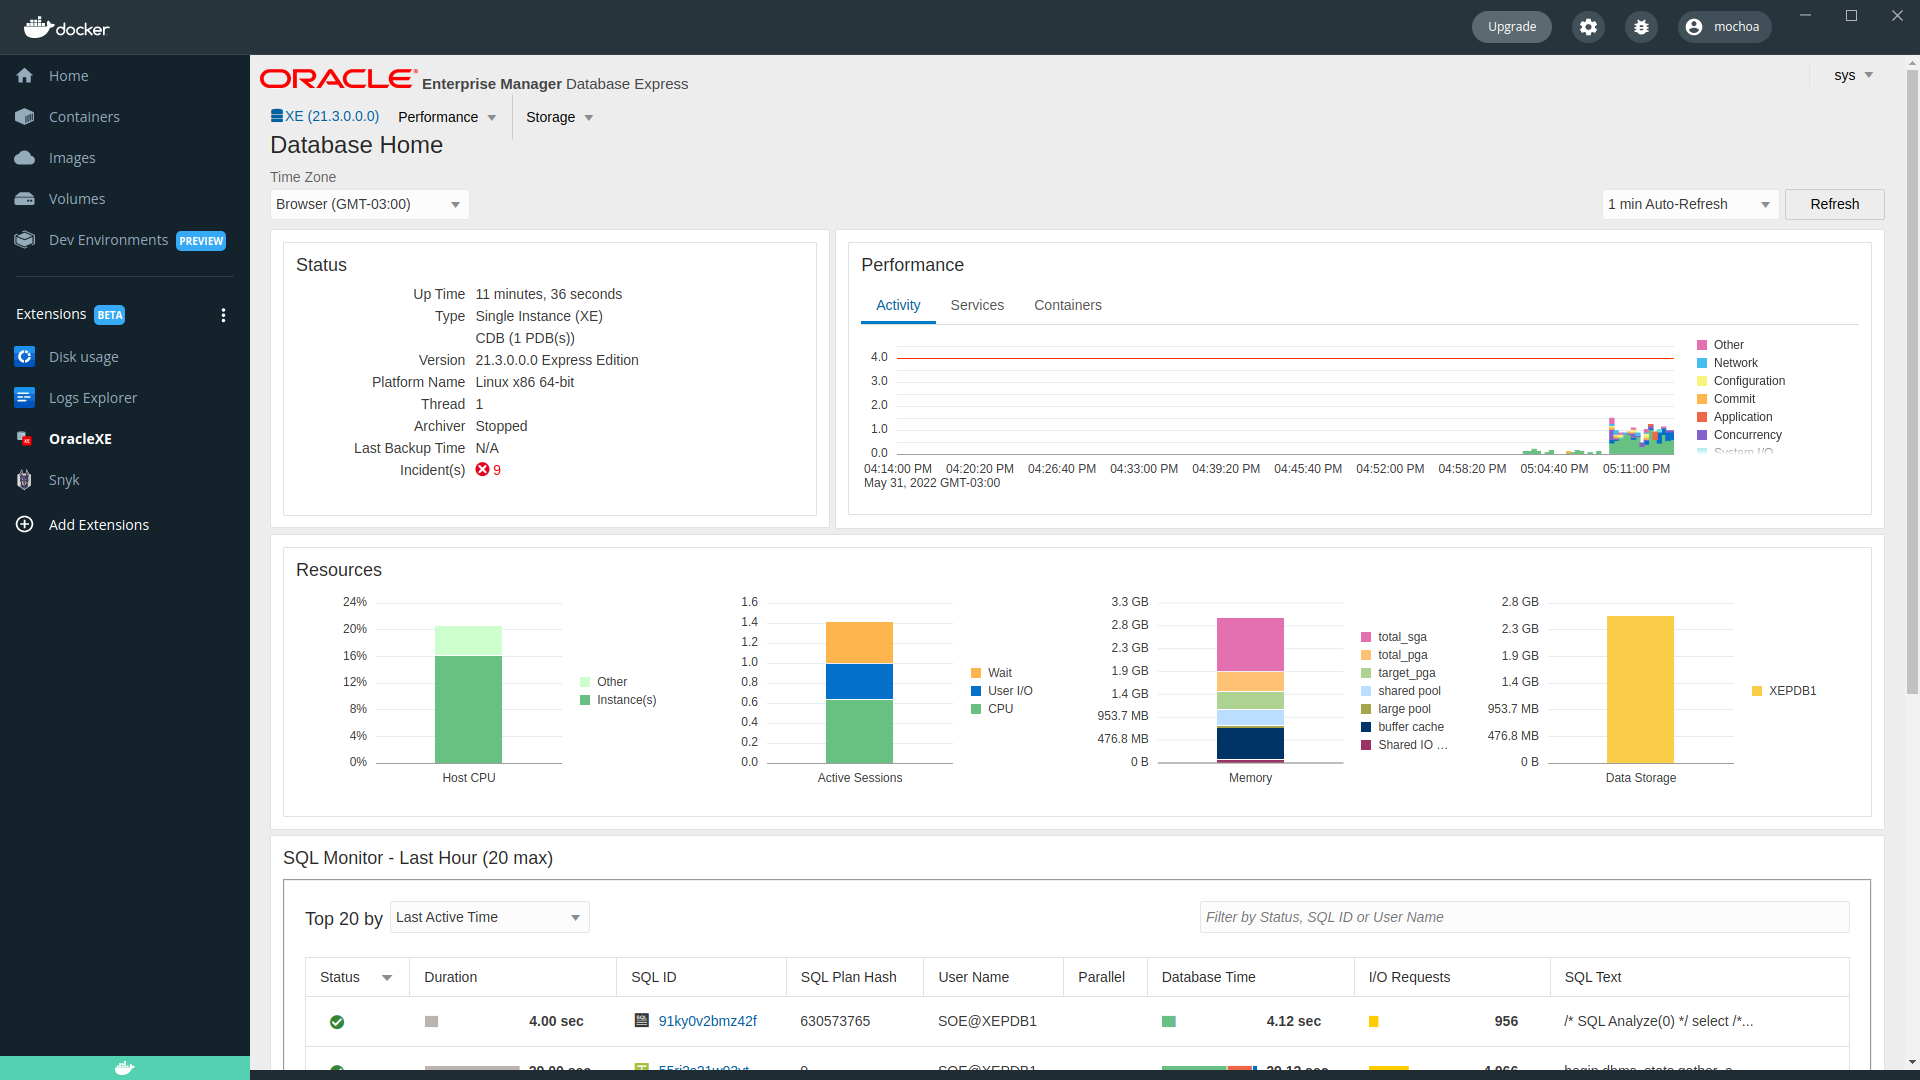 docker
Upgrade
mochoa
Home
Containers
Images
Volumes
Dev Environments PREVIEW
Extensions BETA
Disk usage
Logs Explorer
OracleXE
Snyk
Add Extensions
ORACLE Enterprise Manager Database Express
sys
XE (21.3.0.0.0) Performance Storage
Database Home
Time Zone
Browser (GMT-03:00)
1 min Auto-Refresh Refresh
Status
Up Time 11 minutes, 36 seconds
Type Single Instance (XE)
CDB (1 PDB(s))
Version 21.3.0.0.0 Express Edition
Platform Name Linux x86 64-bit
Thread 1
Archiver Stopped
Last Backup Time N/A
Incident(s) 9
Performance
Activity Services Containers
4.0
3.0
2.0
1.0
0.0
04:14:00 PM 04:20:20 PM 04:26:40 PM 04:33:00 PM 04:39:20 PM 04:45:40 PM 04:52:00 PM 04:58:20 PM 05:04:40 PM 05:11:00 PM
May 31, 2022 GMT-03:00
Other
Network
Configuration
Commit
Application
Concurrency
System I/O
Resources
24%
20%
16%
12%
8%
4%
0%
Host CPU
Other
Instance(s)
1.6
1.4
1.2
1.0
0.8
0.6
0.4
0.2
0.0
Active Sessions
Wait
User I/O
CPU
3.3 GB
2.8 GB
2.3 GB
1.9 GB
1.4 GB
953.7 MB
476.8 MB
0 B
Memory
total_sga
total_pga
target_pga
shared pool
large pool
buffer cache
Shared IO ...
2.8 GB
2.3 GB
1.9 GB
1.4 GB
953.7 MB
476.8 MB
0 B
Data Storage
XEPDB1
SQL Monitor - Last Hour (20 max)
Top 20 by Last Active Time
Filter by Status, SQL ID or User Name
Status Duration SQL ID SQL Plan Hash User Name Parallel Database Time I/O Requests SQL Text
4.00 sec 91ky0v2bmz42f 630573765 SOE@XEPDB1 4.12 sec 956 /* SQL Analyze(0) */ select /*...
0 SOE@XEPDB1